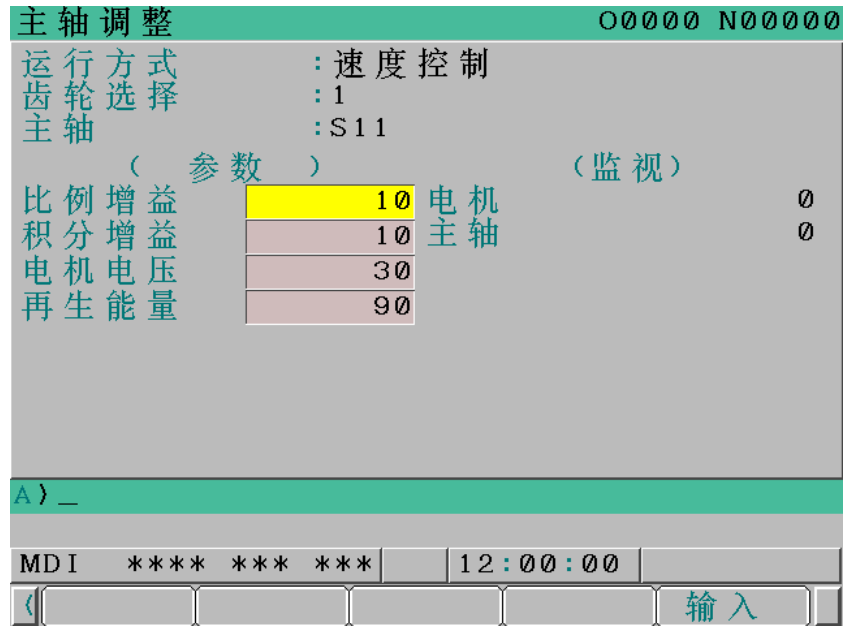 主轴调整 O0000 N00000
运行方式 :速度控制
齿轮选择 :1
主轴 :S11
( 参数 ) (监视)
比例增益 10 电机 0
积分增益 10 主轴 0
电机电压 30
再生能量 90
A)_
MDI **** *** *** 12:00:00
( 输入